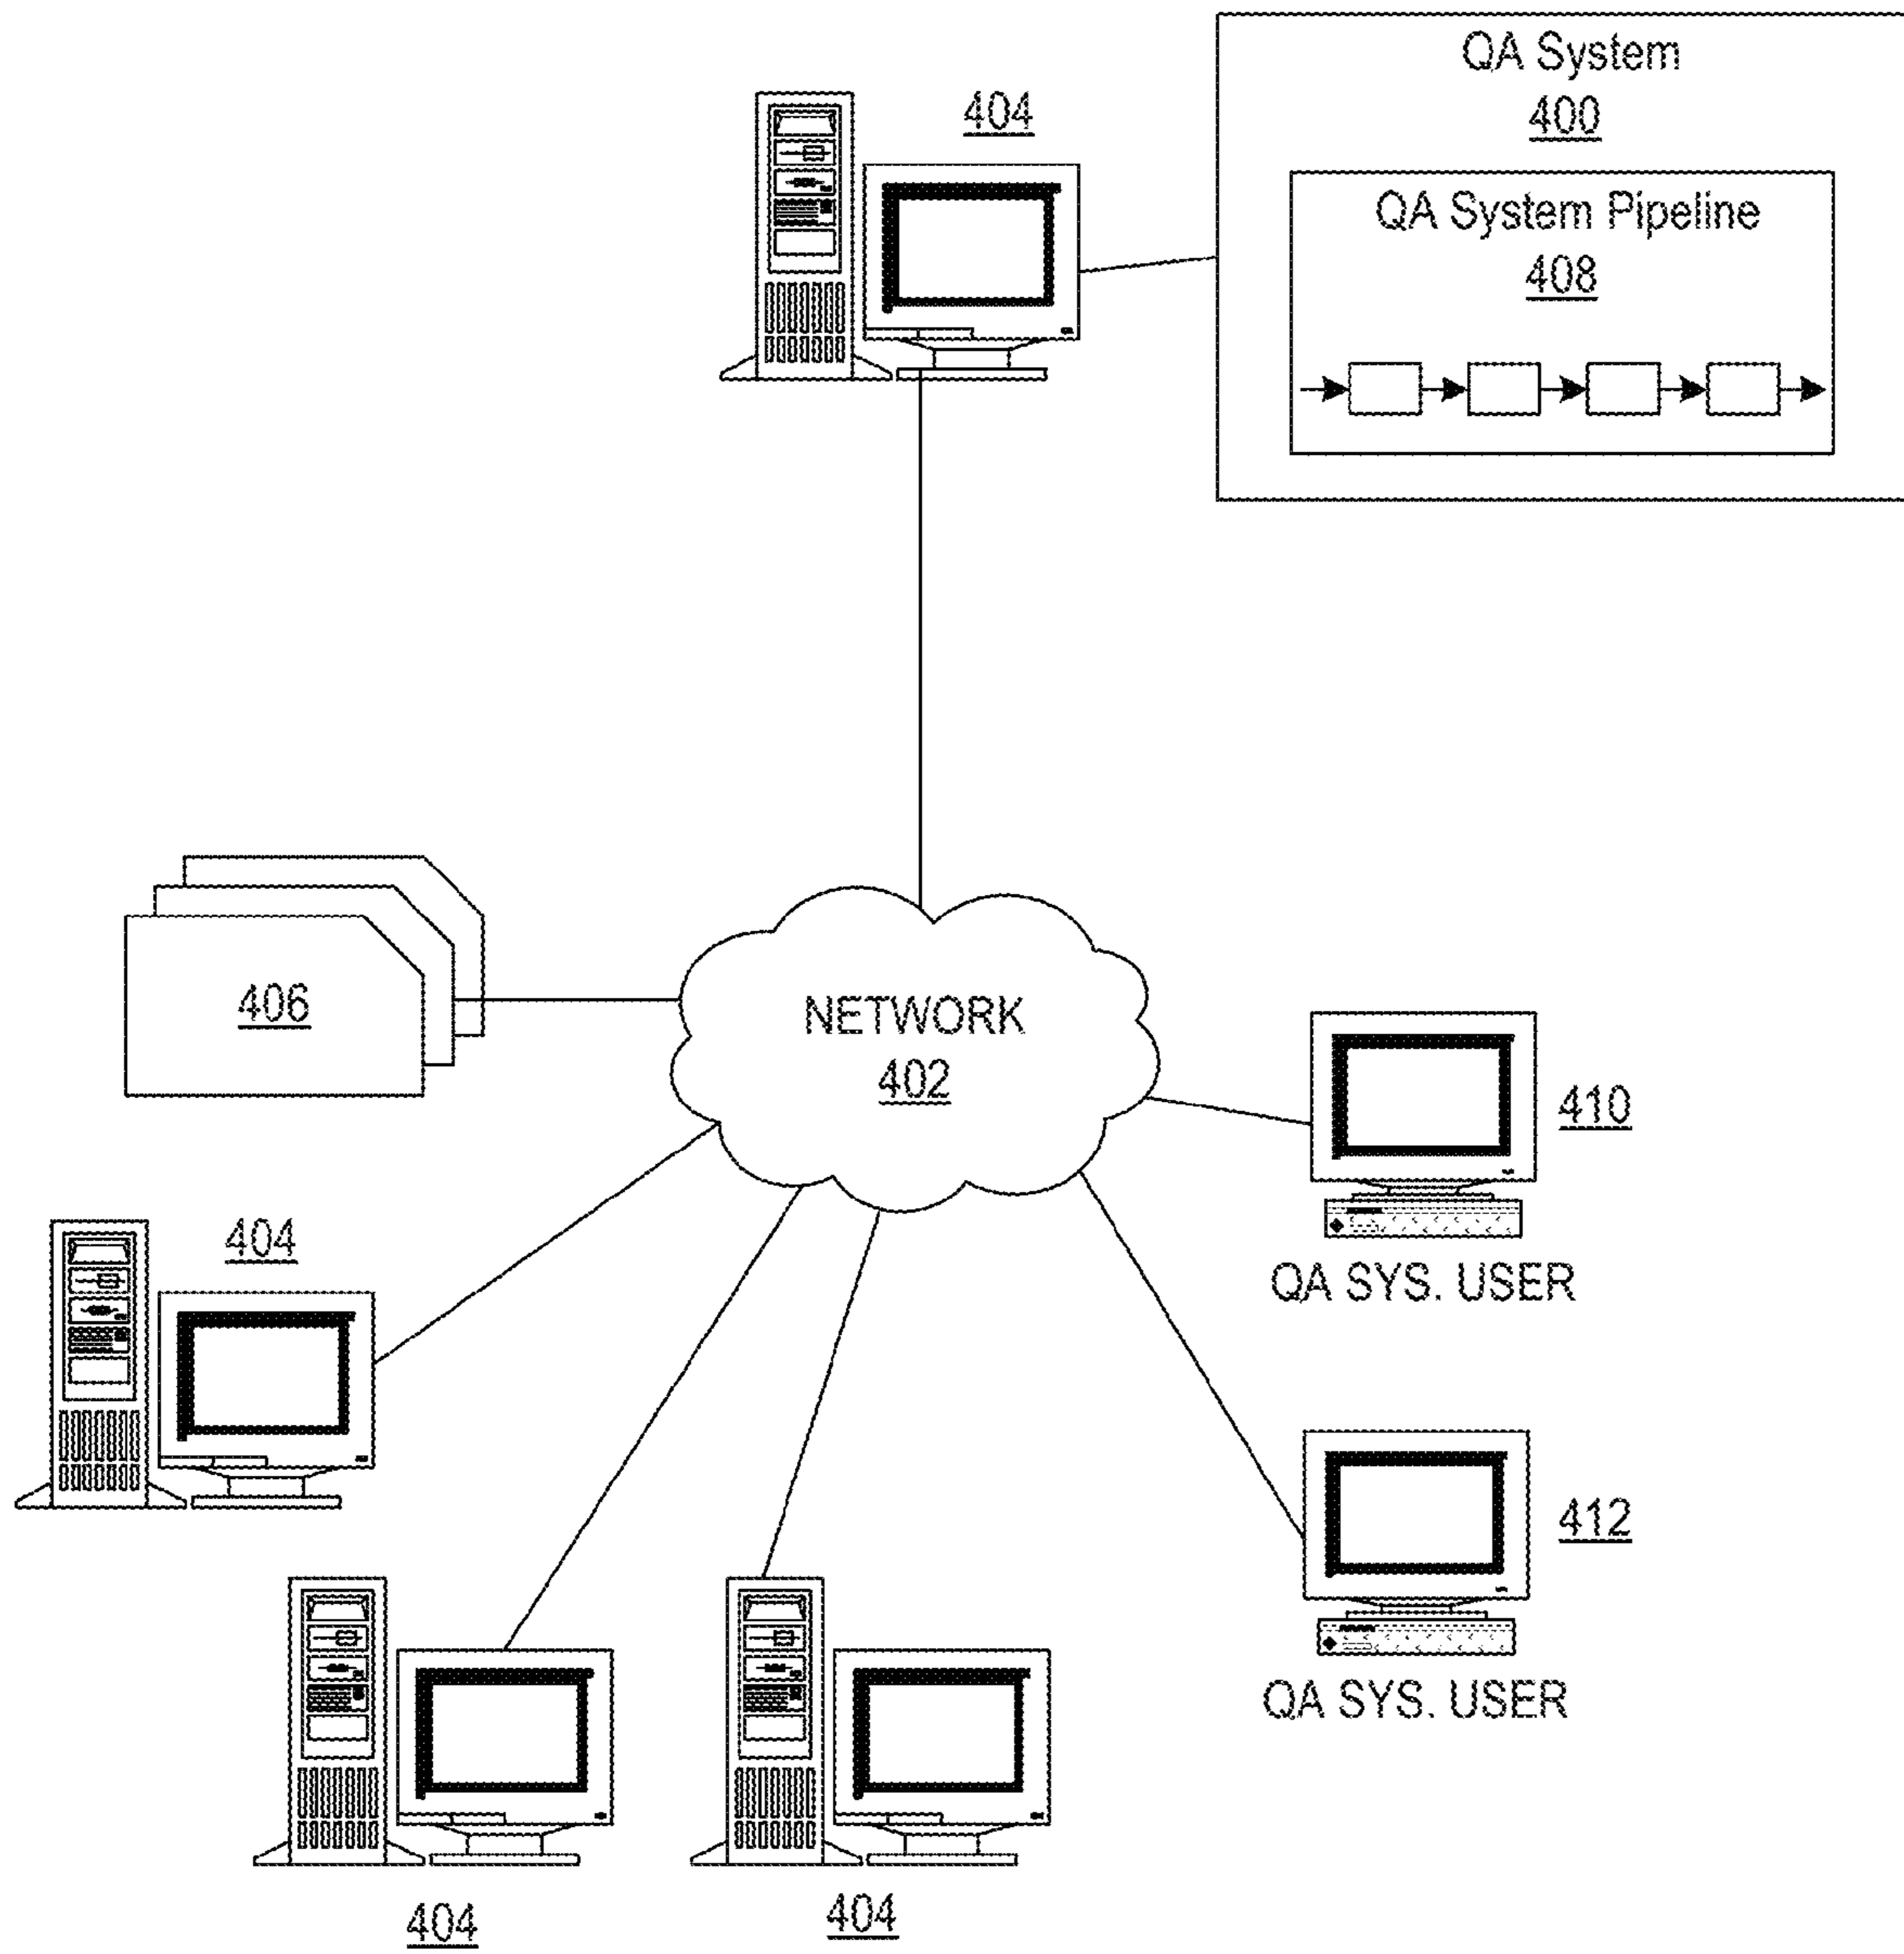 QA System
400
404
QA System Pipeline
408
406
NETWORK
402
410
QA SYS. USER
404
412
QA SYS. USER
404
404